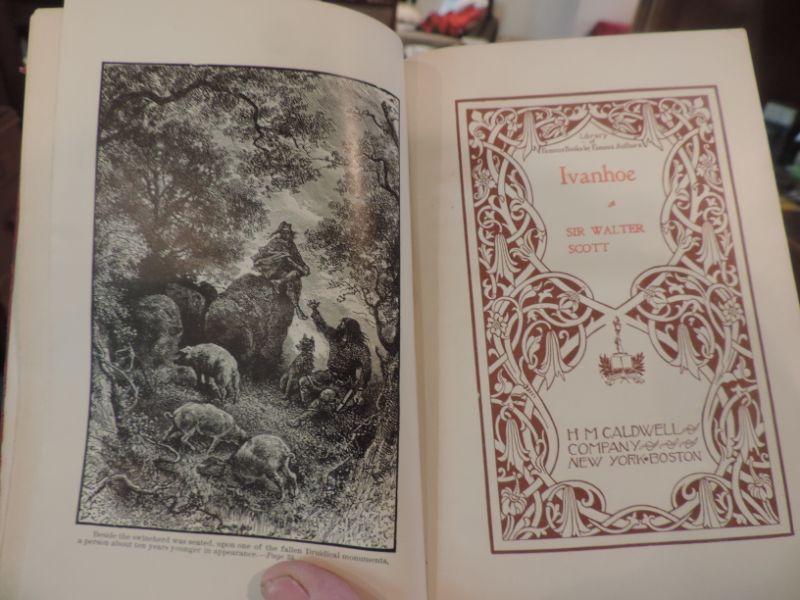 Beside the swineherd was seated, upon one of the fallen Druidical monuments,
a person about ten years younger in appearance.—Page
Library
of
Famous Books by Famous Authors
Ivanhoe
SIR WALTER
SCOTT
H M CALDWELL
COMPANY
NEW YORK·BOSTON